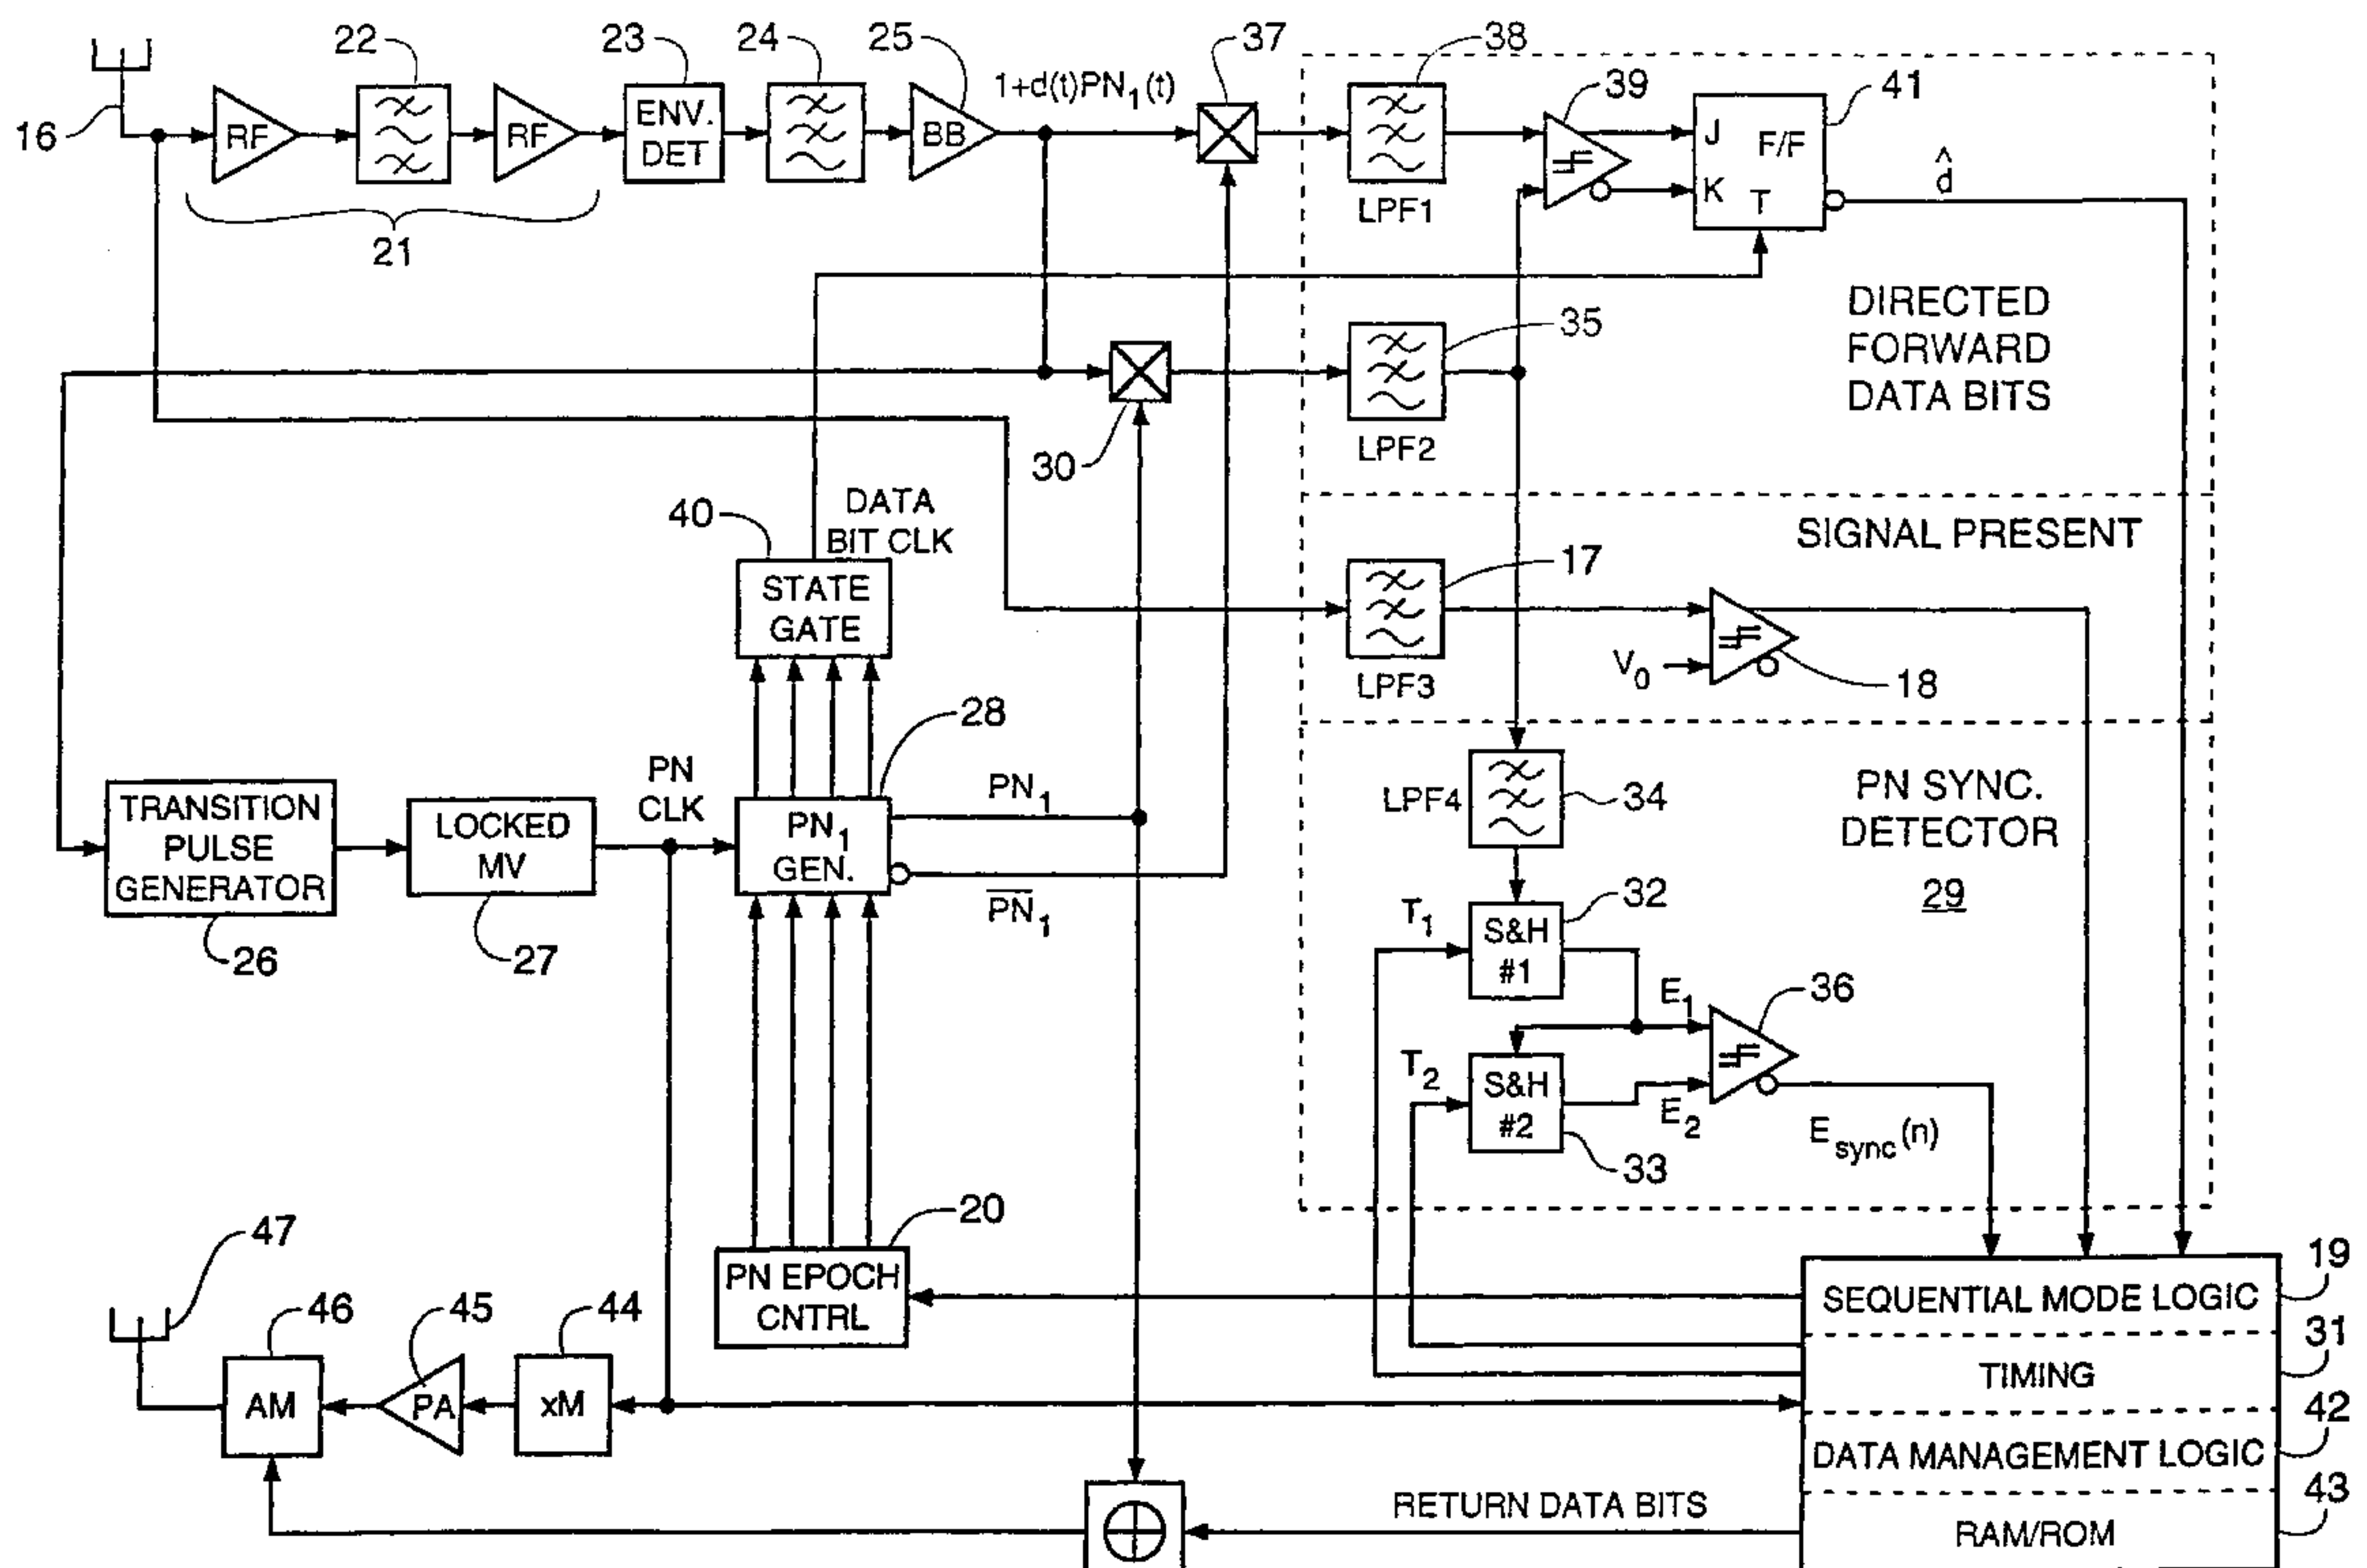 22
23
24
25
37
38
1+d(t)PN1(t)
39
41
16
RF
RF
ENV.
DET
BB
J
F/F
K
T
d̂
LPF1
21
35
DIRECTED
FORWARD
DATA BITS
LPF2
30
DATA
BIT CLK
40
SIGNAL PRESENT
17
STATE
GATE
V0
18
LPF3
28
PN
CLK
PN1
LPF4
34
PN SYNC.
DETECTOR
29
TRANSITION
PULSE
GENERATOR
LOCKED
MV
PN1
GEN.
P̅N̅1
26
27
T1
32
S&H
#1
E1
36
T2
S&H
#2
E2
Esync(n)
33
20
47
46
45
44
PN EPOCH
CNTRL
19
SEQUENTIAL MODE LOGIC
31
TIMING
AM
PA
xM
42
DATA MANAGEMENT LOGIC
43
RETURN DATA BITS
RAM/ROM